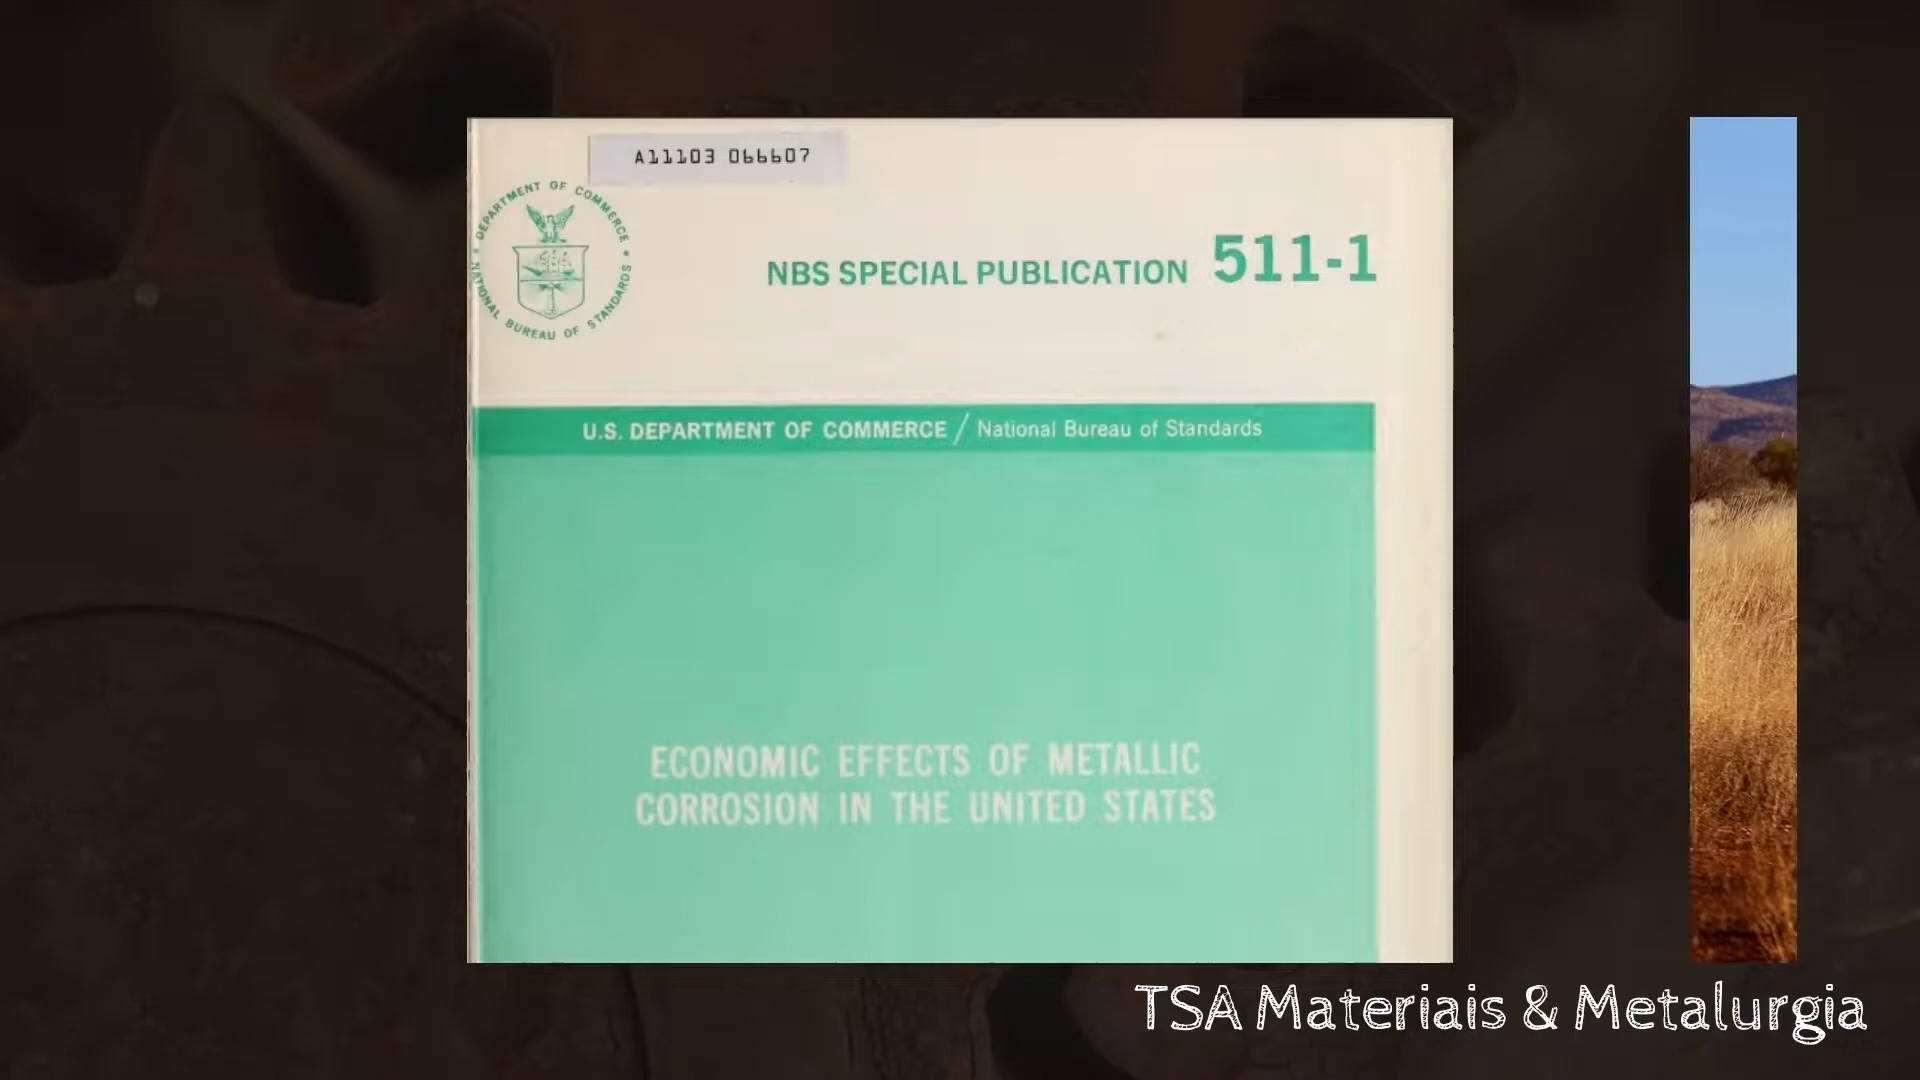 A11103 066607
DEPARTMENT OF COMMERCE
NATIONAL BUREAU OF STANDARDS
NBS SPECIAL PUBLICATION 511-1
U.S. DEPARTMENT OF COMMERCE / National Bureau of Standards
ECONOMIC EFFECTS OF METALLIC
CORROSION IN THE UNITED STATES
TSA Materiais & Metalurgia